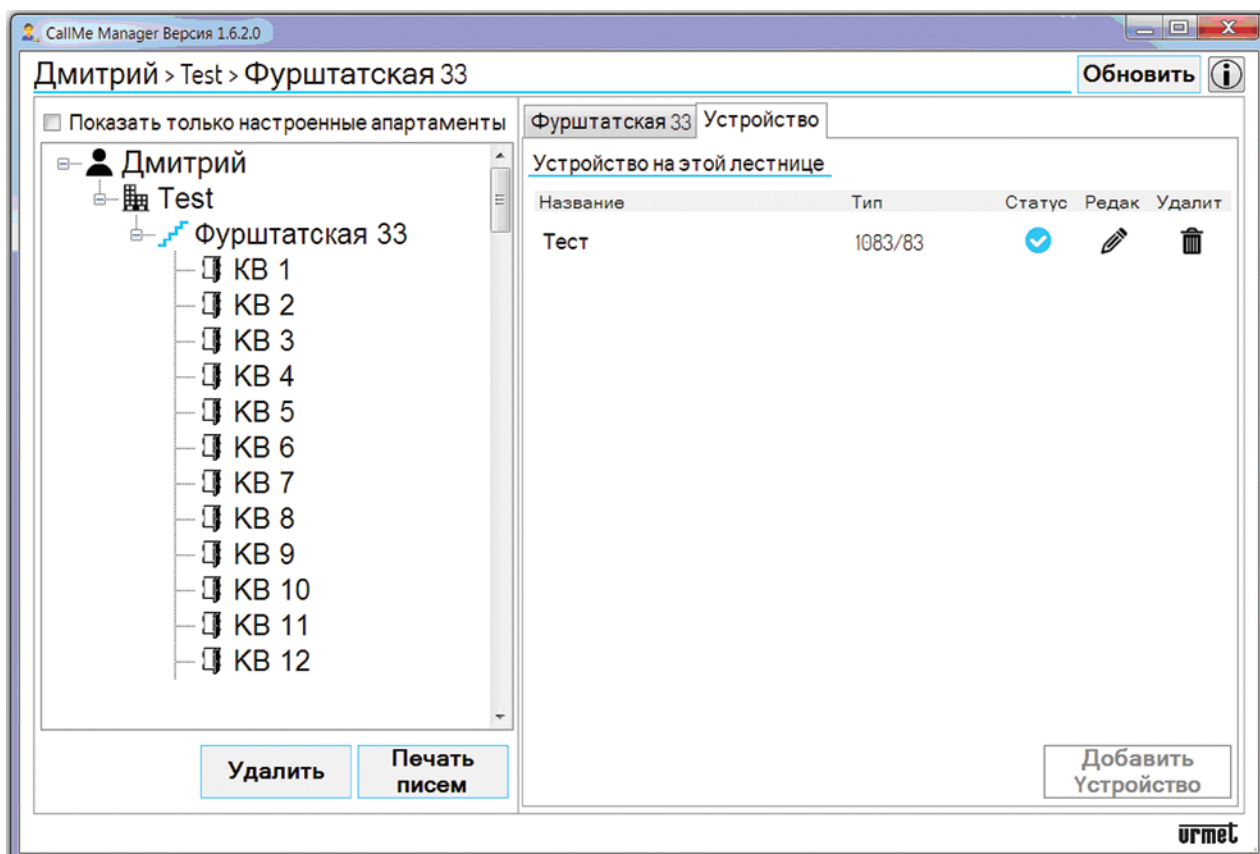 CallMe Manager Версия 1.6.2.0
Дмитрий > Test > Фурштатская 33
Обновить
Показать только настроенные апартаменты
Дмитрий
Test
Фурштатская 33
КВ 1
КВ 2
КВ 3
КВ 4
КВ 5
КВ 6
КВ 7
КВ 8
КВ 9
КВ 10
КВ 11
КВ 12
Удалить
Печать
писем
Фурштатская 33 Устройство
Устройство на этой лестнице
Название Тип Статус Редак Удалит
Тест 1083/83
Добавить
Устройство
urmet